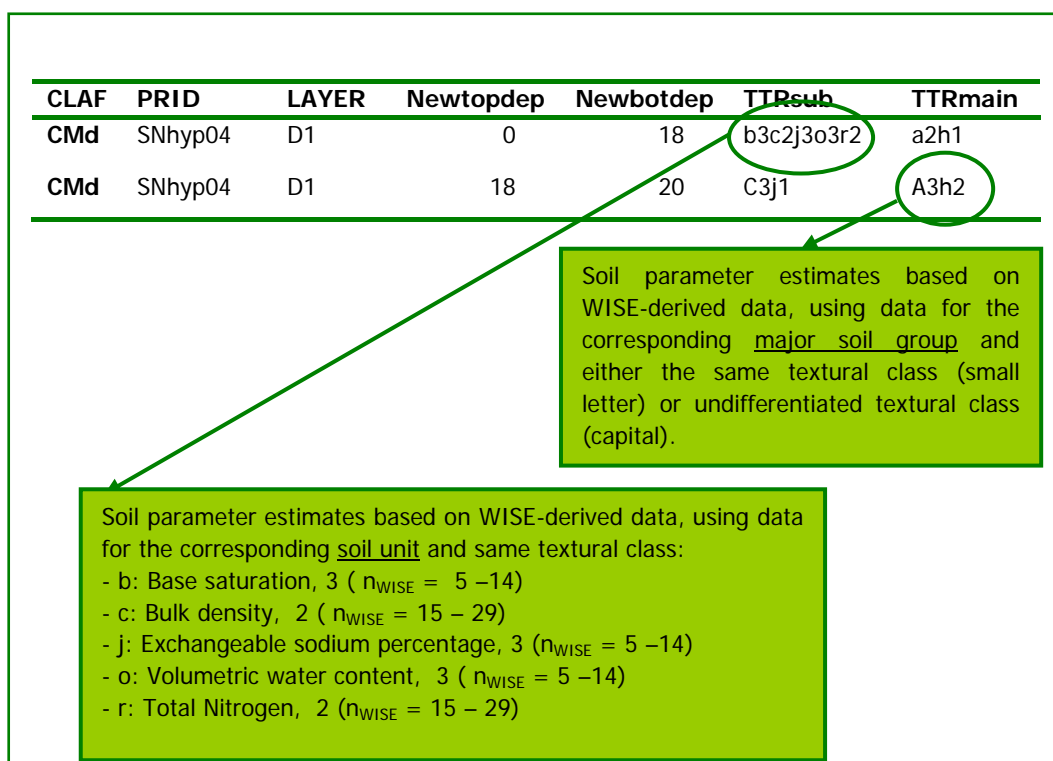 CLAF PRID LAYER Newtopdep Newbotdep TTRsub TTRmain
CMd SNhyp04 D1 0 18 b3c2j3o3r2 a2h1
CMd SNhyp04 D1 18 20 C3j1 A3h2
Soil parameter estimates based on
WISE-derived data, using data for the
corresponding major soil group and
either the same textural class (small
letter) or undifferentiated textural class
(capital).
Soil parameter estimates based on WISE-derived data, using data
for the corresponding soil unit and same textural class:
- b: Base saturation, 3 ( nWISE = 5 –14)
- c: Bulk density, 2 ( nWISE = 15 – 29)
- j: Exchangeable sodium percentage, 3 (nWISE = 5 –14)
- o: Volumetric water content, 3 ( nWISE = 5 –14)
- r: Total Nitrogen, 2 (nWISE = 15 – 29)